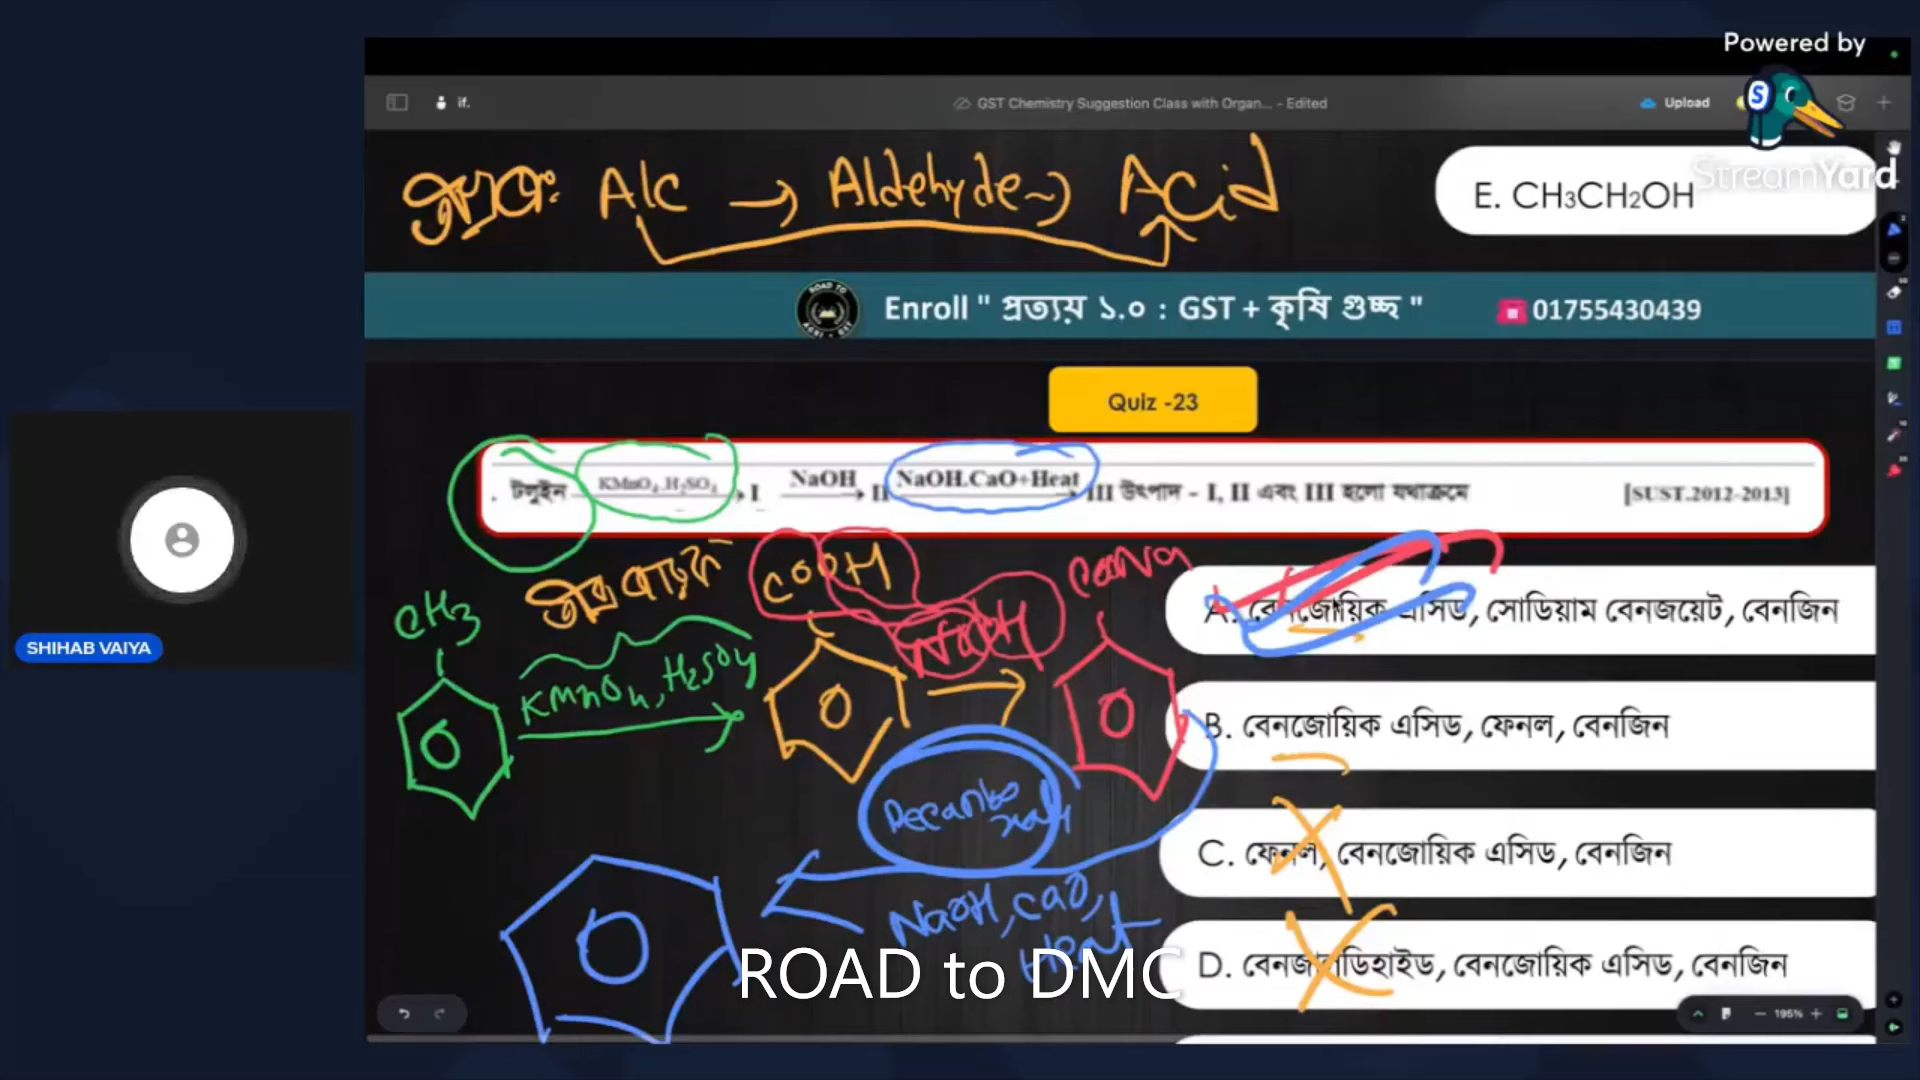 Powered by
StreamYard
if.
GST Chemistry Suggestion Class with Organ... - Edited
Upload
Alc → Aldehyde → Acid
E. CH3CH2OH
Enroll " প্রত্যয় ১.০ : GST + কৃষি গুচ্ছ "
01755430439
Quiz -23
. টলুইন KMnO4.H2SO4 I NaOH II NaOH.CaO+Heat III উৎপাদ - I, II এবং III হলো যথাক্রমে [SUST.2012-2013]
COOH
CH3
NaOH
KMnO4, H2SO4
A. বেনজোয়িক এসিড, সোডিয়াম বেনজয়েট, বেনজিন
B. বেনজোয়িক এসিড, ফেনল, বেনজিন
C. ফেনল, বেনজোয়িক এসিড, বেনজিন
NaOH, CaO,
Heat
D. বেনজালডিহাইড, বেনজোয়িক এসিড, বেনজিন
SHIHAB VAIYA
ROAD to DMC
195%